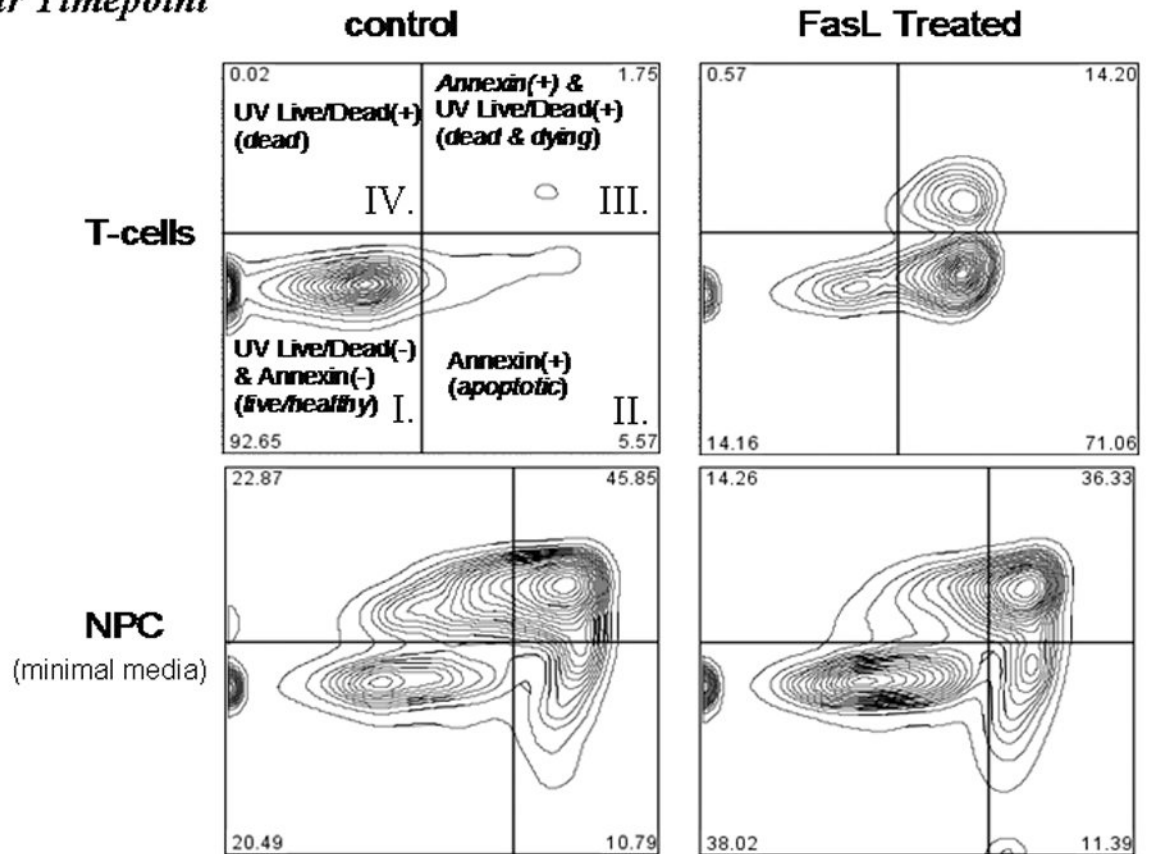 Timepoint
control
FasL Treated
0.02
1.75
UV Live/Dead(+)
(dead)
Annexin(+) &
UV Live/Dead(+)
(dead & dying)
IV.
III.
0.57
14.20
T-cells
UV Live/Dead(-)
& Annexin(-)
(live/healthy)
I.
Annexin(+)
(apoptotic)
II.
92.65
5.57
14.16
71.06
22.87
45.85
14.26
36.33
NPC
(minimal media)
20.49
10.79
38.02
11.39